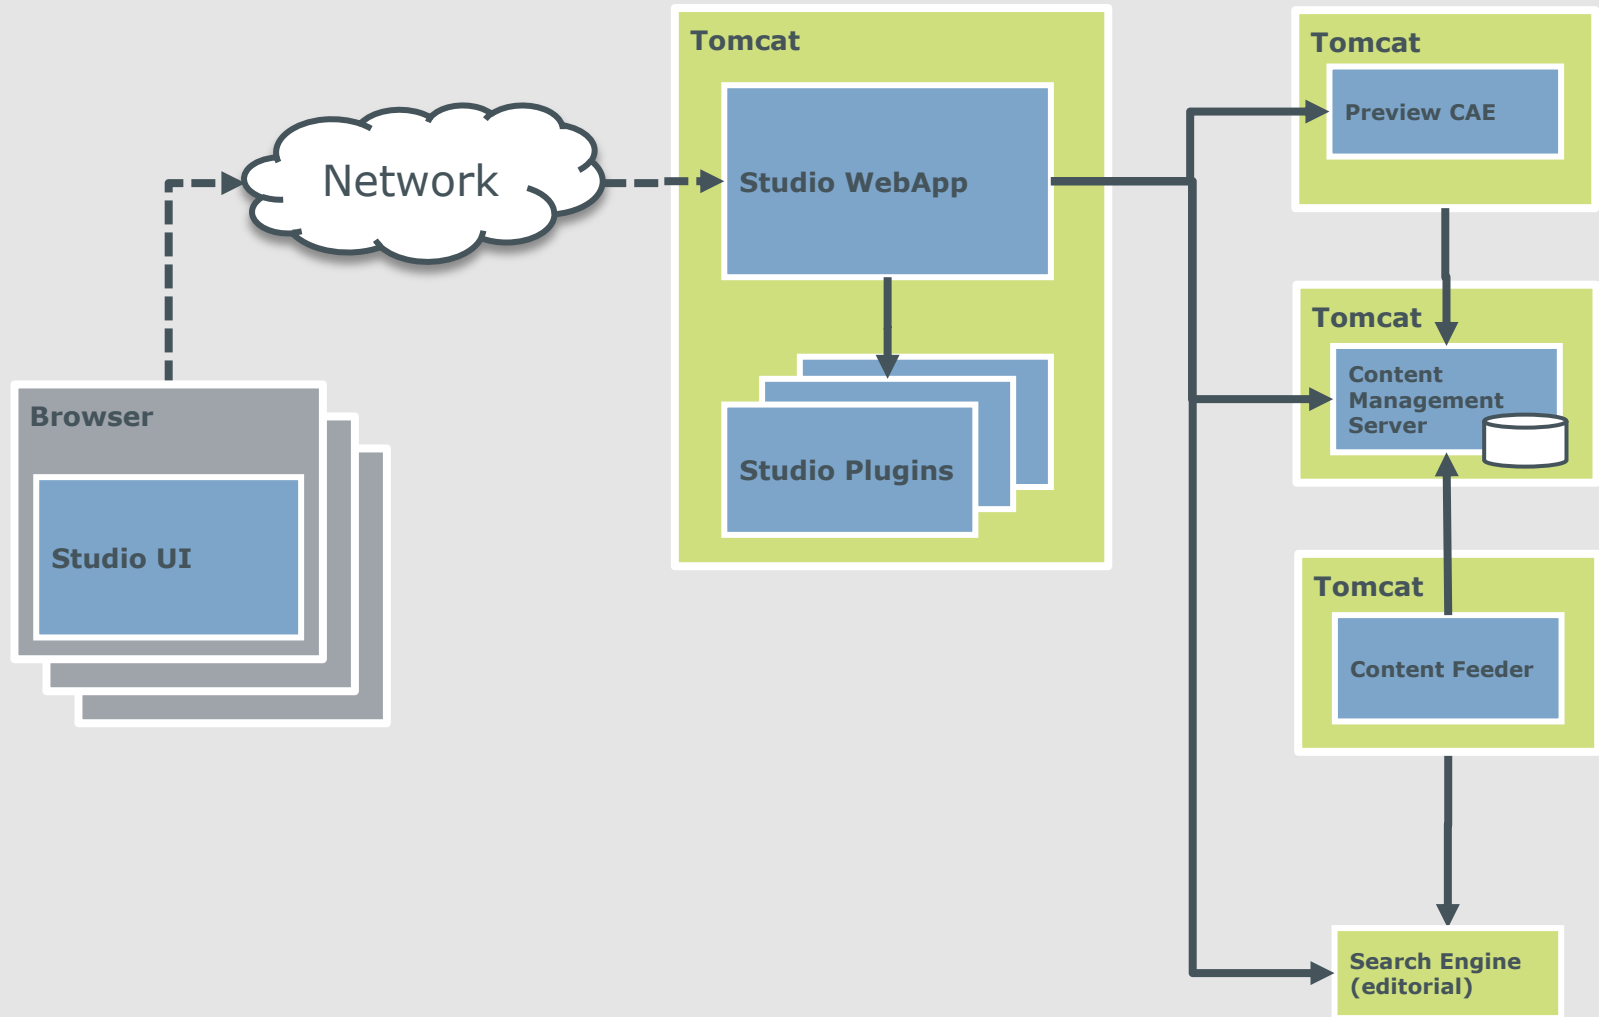 Tomcat
Tomcat
Preview CAE
Network
Studio WebApp
Tomcat
Content
Management
Server
Browser
Studio Plugins
Studio UI
Tomcat
Content Feeder
Search Engine
(editorial)